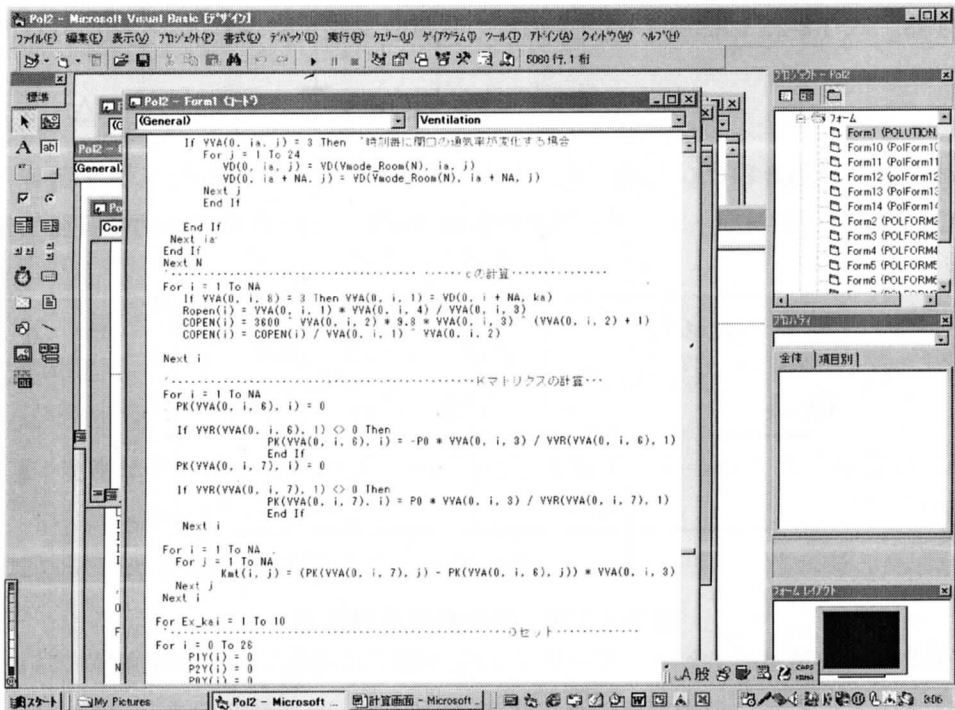 Pol2 - Microsoft Visual Basic [ﾃﾞｻﾞｲﾝ]
ﾌｧｲﾙ(F) 編集(E) 表示(V) ﾌﾟﾛｼﾞｪｸﾄ(P) 書式(O) ﾃﾞﾊﾞｯｸﾞ(D) 実行(R) ｸｴﾘｰ(U) ﾀﾞｲｱｸﾞﾗﾑ(I) ﾂｰﾙ(T) ｱﾄﾞｲﾝ(A) ｳｨﾝﾄﾞｳ(W) ﾍﾙﾌﾟ(H)
5080 行, 1 桁
標準
Pol2 - Form1 (ｺｰﾄﾞ)
(General)
Ventilation
If VVA(0, ia, j) = 3 Then '時刻毎に開口の通気率が変化する場合
For j = 1 To 24
VD(0, ia, j) = VD(Vmode_Room(N), ia, j)
VD(0, ia + NA, j) = VD(Vmode_Room(N), ia + NA, j)
Next j
End If
End If
Next ia
End If
Next N
'･････････････････････････････････ ･･････cの計算･･･････････････
For i = 1 To NA
If VVA(0, i, 8) = 3 Then VVA(0, i, 1) = VD(0, i + NA, ka)
Ropen(i) = VVA(0, i, 1) * VVA(0, i, 4) / VVA(0, i, 3)
COPEN(i) = 3600 ^ VVA(0, i, 2) * 9.8 * VVA(0, i, 3) ^ (VVA(0, i, 2) + 1)
COPEN(i) = COPEN(i) / VVA(0, i, 1) ^ VVA(0, i, 2)
Next i
'･･････････････････････････････････････････････Kマトリクスの計算･･･
For i = 1 To NA
PK(VVA(0, i, 6), i) = 0
If VVR(VVA(0, i, 6), 1) <> 0 Then
PK(VVA(0, i, 6), i) = -P0 * VVA(0, i, 3) / VVR(VVA(0, i, 6), 1)
End If
PK(VVA(0, i, 7), i) = 0
If VVR(VVA(0, i, 7), 1) <> 0 Then
PK(VVA(0, i, 7), i) = P0 * VVA(0, i, 3) / VVR(VVA(0, i, 7), 1)
End If
Next i
For i = 1 To NA
For j = 1 To NA
Kmt(i, j) = (PK(VVA(0, i, 7), j) - PK(VVA(0, i, 6), j)) * VVA(0, i, 3)
Next j
Next i
For Ex_kai = 1 To 10
'･･････････････････････････････････････････････0セット････････････
For i = 0 To 26
P1Y(i) = 0
P2Y(i) = 0
P0Y(i) = 0
ﾌﾟﾛｼﾞｪｸﾄ - Pol2
ﾌｫｰﾑ
Form1 (POLUTION.
Form10 (PolForm10
Form11 (PolForm11
Form12 (polForm12
Form13 (PolForm13
Form14 (PolForm14
Form2 (POLFORM2
Form3 (POLFORM3
Form4 (POLFORM4
Form5 (POLFORM5
Form6 (POLFORM6
ﾌﾟﾛﾊﾟﾃｨ
全体 項目別
ﾌｫｰﾑ ﾚｲｱｳﾄ
A 般 CAPS KANA
ｽﾀｰﾄ My Pictures Pol2 - Microsoft ... 計算画面 - Microsoft ... 3:06